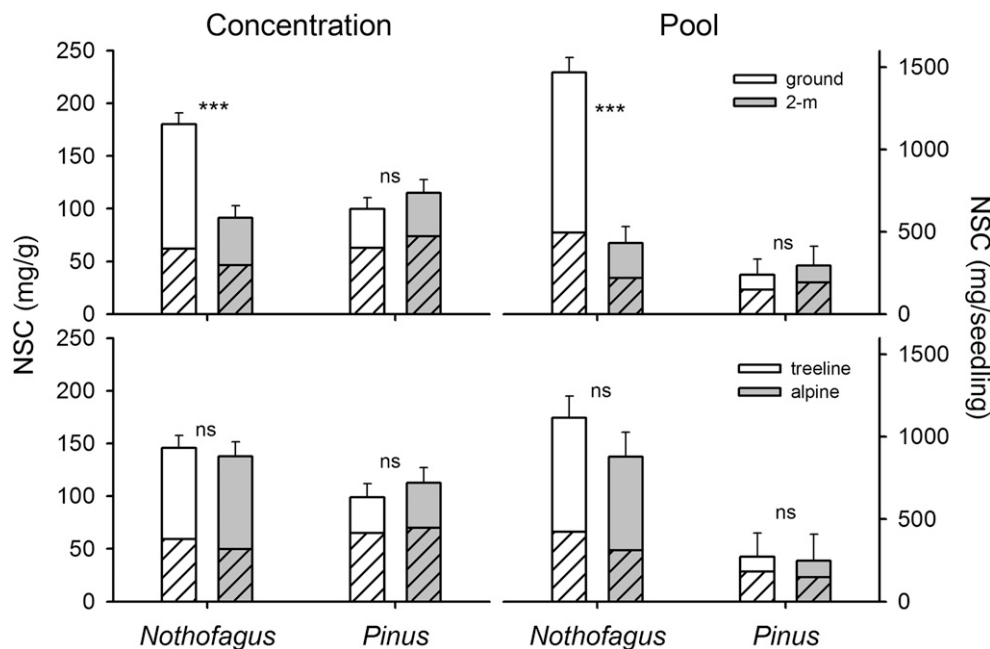 Concentration
Pool
NSC (mg/g)
NSC (mg/seedling)
250
200
150
100
50
0
***
ns
ground
2-m
***
ns
1500
1000
500
0
250
200
150
100
50
0
ns
ns
treeline
alpine
ns
ns
1500
1000
500
0
Nothofagus
Pinus
Nothofagus
Pinus